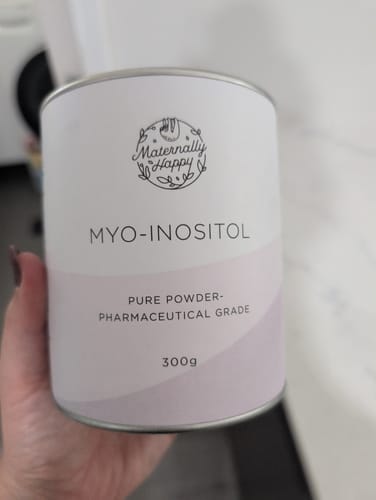 Maternally
Happy
MYO-INOSITOL
PURE POWDER-
PHARMACEUTICAL GRADE
300g